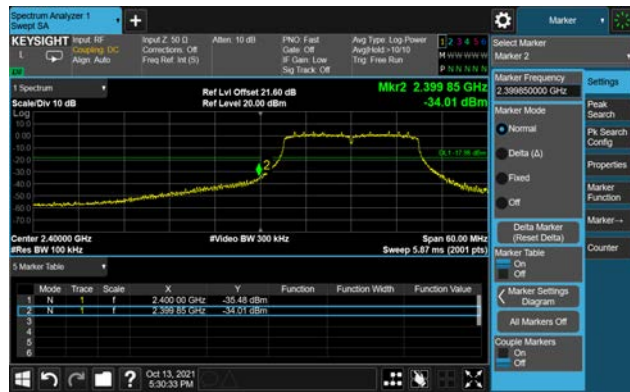 Spectrum Analyzer 1
Swept SA
Marker
KEYSIGHT
L
Input: RF
Coupling: DC
Align: Auto
Input Z: 50 Ω
Corrections: Off
Freq Ref: Int (S)
Atten: 10 dB
PNO: Fast
Gate: Off
IF Gain: Low
Sig Track: Off
Avg Type: Log-Power
Avg|Hold:>10/10
Trig: Free Run
1 2 3 4 5 6
M W W W W W
P N N N N N
1 Spectrum
Scale/Div 10 dB
Log
Ref Lvl Offset 21.60 dB
Ref Level 20.00 dBm
Mkr2 2.399 85 GHz
-34.01 dBm
10.0
0.00
-10.0
-20.0
-30.0
-40.0
-50.0
-60.0
-70.0
2
Center 2.40000 GHz
#Res BW 100 kHz
#Video BW 300 kHz
Span 60.00 MHz
Sweep 5.87 ms (2001 pts)
5 Marker Table
Mode Trace Scale X Y Function Function Width Function Value
1 N 1 f 2.400 00 GHz -35.48 dBm
2 N 1 f 2.399 85 GHz -34.01 dBm
3
4
5
6
Oct 13, 2021
5:30:33 PM
Select Marker
Marker 2
Marker Frequency
2.399850000 GHz
Marker Mode
Normal
Delta (Δ)
Fixed
Off
Delta Marker
(Reset Delta)
Marker Table
On
Off
Marker Settings
Diagram
All Markers Off
Couple Markers
On
Off
Settings
Peak
Search
Pk Search
Config
Properties
Marker
Function
Marker→
Counter